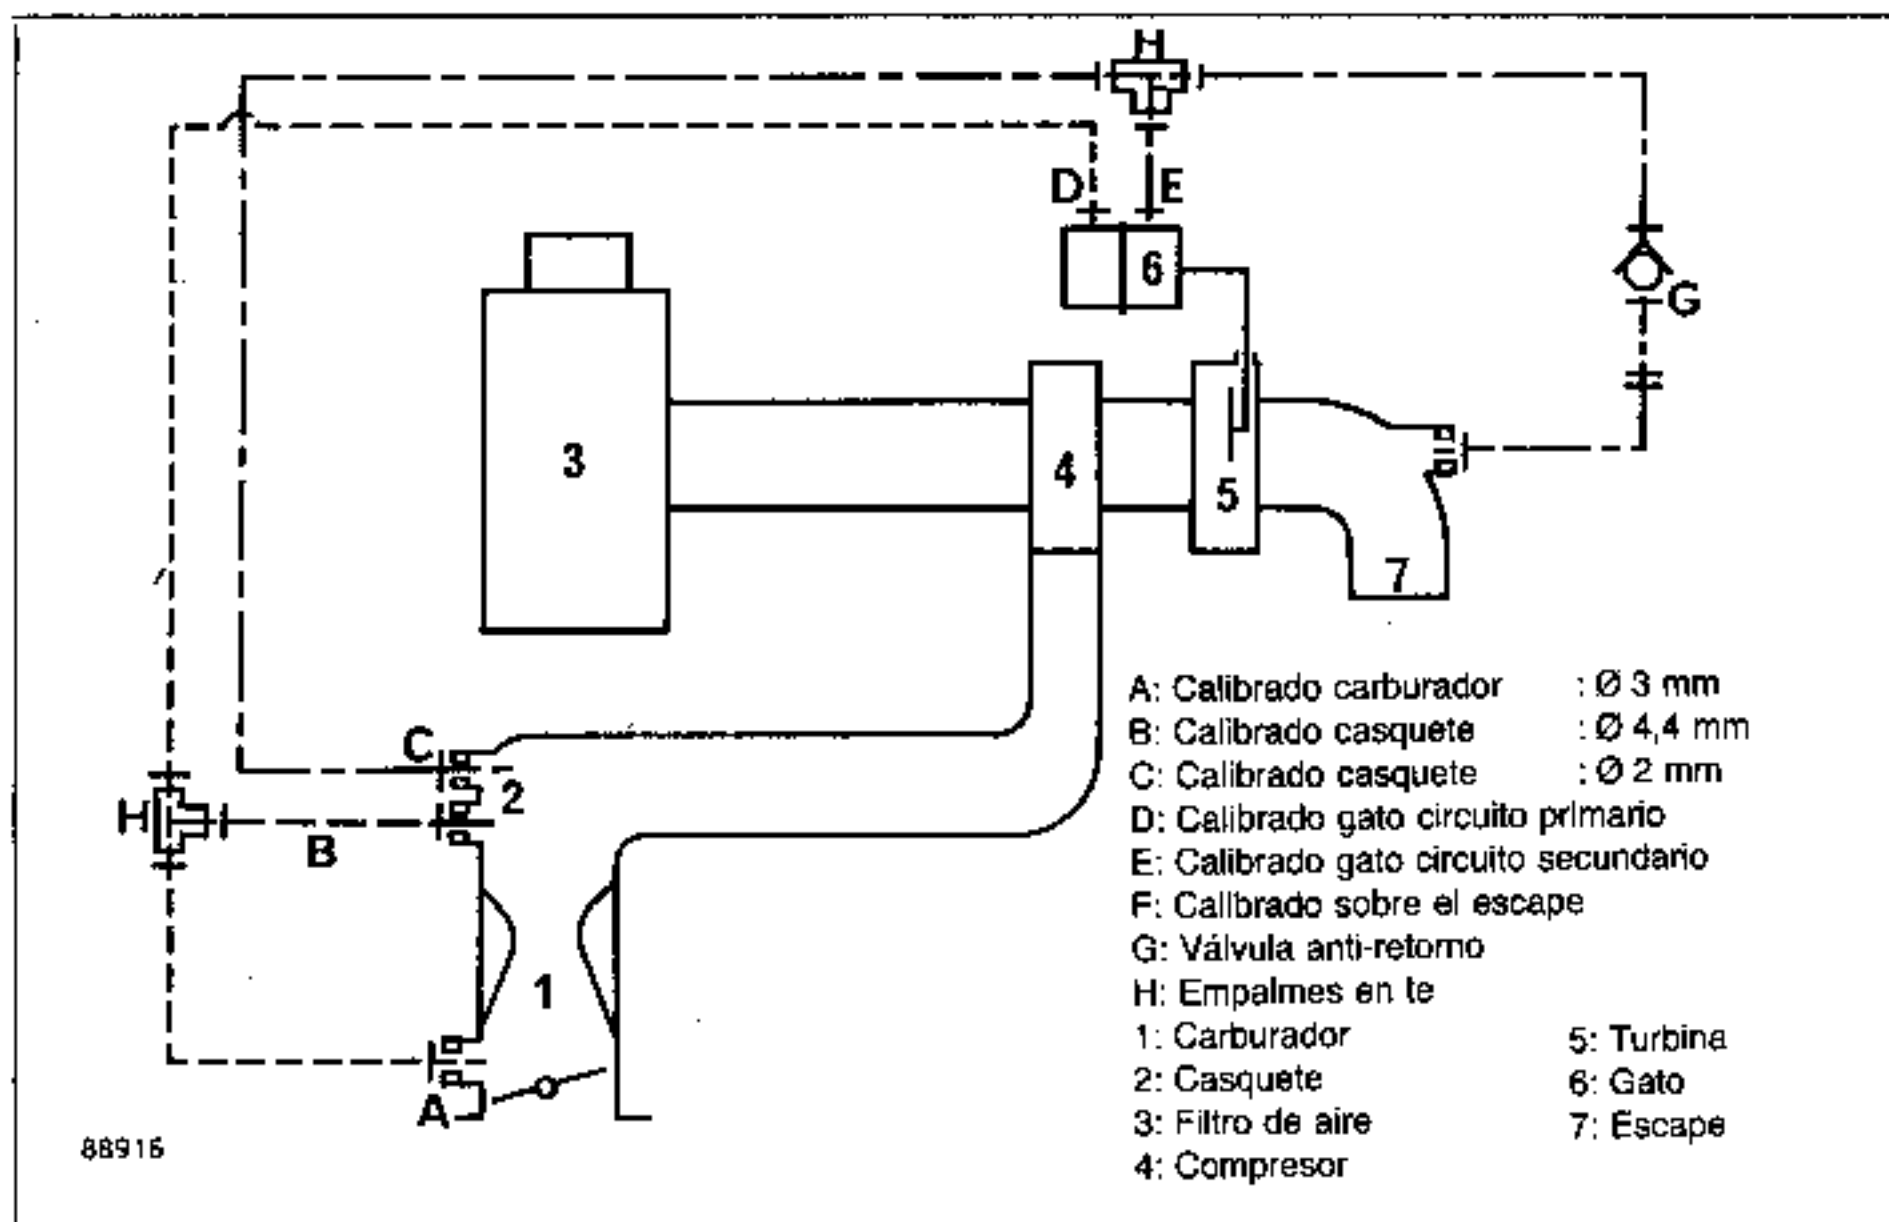 H
D
E
6
G
3
4
5
7
C
2
H
B
1
A
A: Calibrado carburador : Ø 3 mm
B: Calibrado casquete : Ø 4,4 mm
C: Calibrado casquete : Ø 2 mm
D: Calibrado gato circuito primario
E: Calibrado gato circuito secundario
F: Calibrado sobre el escape
G: Válvula anti-retorno
H: Empalmes en te
1: Carburador
2: Casquete
3: Filtro de aire
4: Compresor
5: Turbina
6: Gato
7: Escape
88916